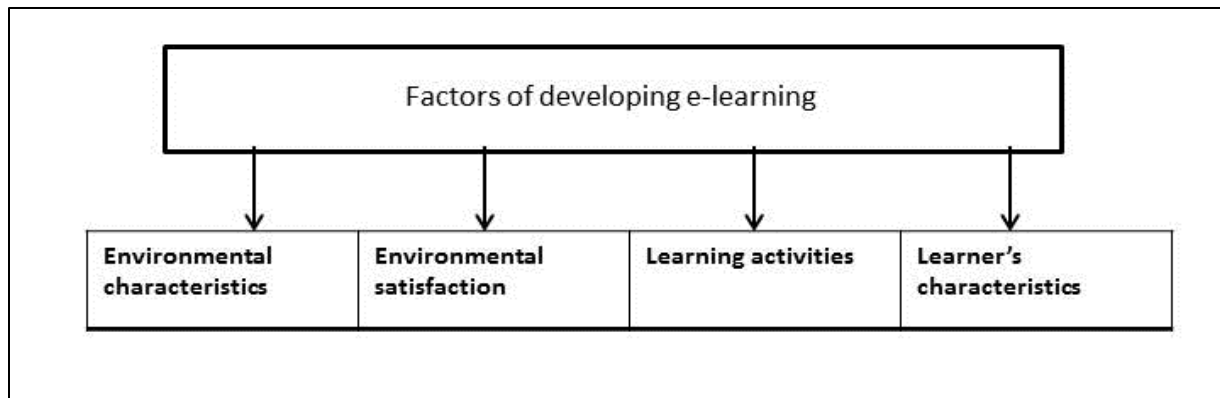 Factors of developing e-learning
Environmental
characteristics
Environmental
satisfaction
Learning activities
Learner’s
characteristics